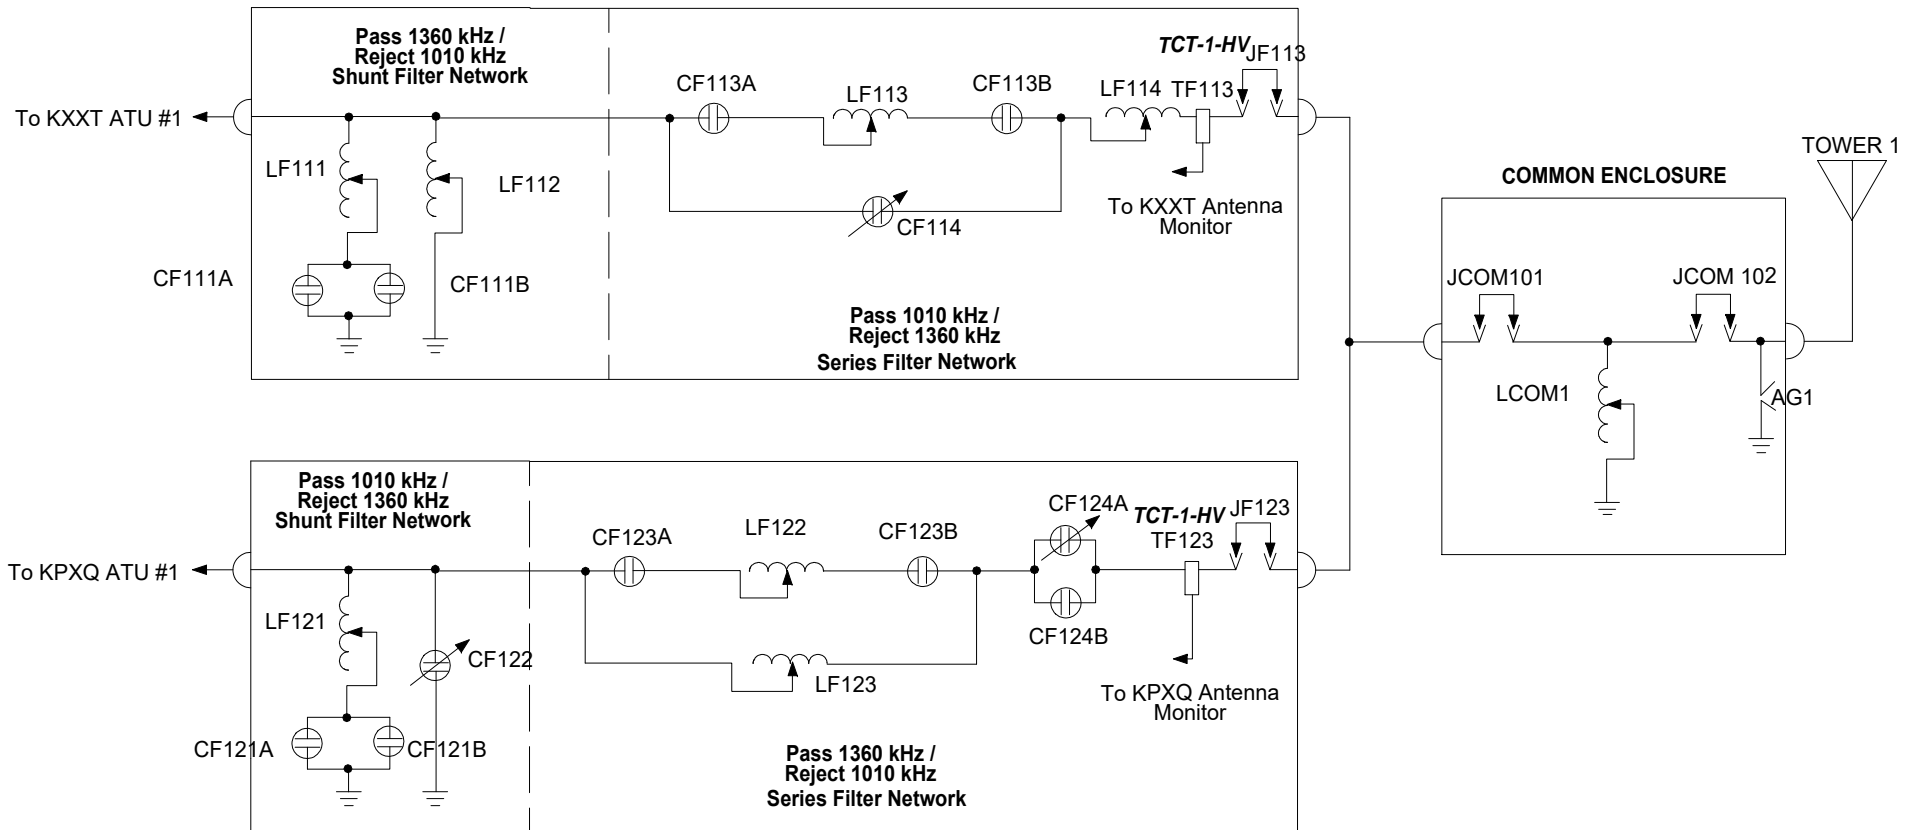 Pass 1360 kHz /
Reject 1010 kHz
Shunt Filter Network
TCT-1-HV
JF113
CF113A
LF113
CF113B
LF114
TF113
To KXXT ATU #1
LF111
LF112
CF114
To KXXT Antenna
Monitor
CF111A
CF111B
Pass 1010 kHz /
Reject 1360 kHz
Series Filter Network
TOWER 1
COMMON ENCLOSURE
JCOM101
JCOM 102
LCOM1
AG1
Pass 1010 kHz /
Reject 1360 kHz
Shunt Filter Network
CF124A
TCT-1-HV
JF123
CF123A
LF122
CF123B
TF123
To KPXQ ATU #1
LF121
CF124B
CF122
LF123
To KPXQ Antenna
Monitor
CF121A
CF121B
Pass 1360 kHz /
Reject 1010 kHz
Series Filter Network